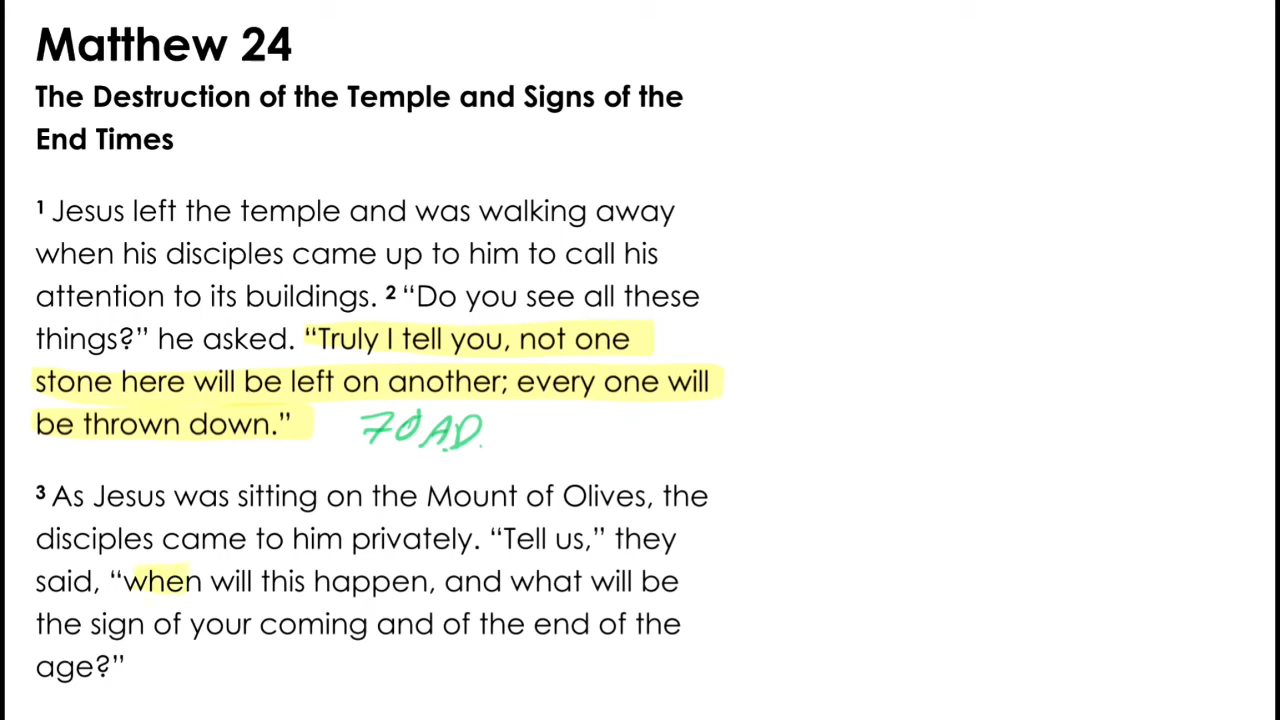 Matthew 24
The Destruction of the Temple and Signs of the
End Times
1 Jesus left the temple and was walking away
when his disciples came up to him to call his
attention to its buildings. 2 “Do you see all these
things?” he asked. “Truly I tell you, not one
stone here will be left on another; every one will
be thrown down.” 70 A.D.
3 As Jesus was sitting on the Mount of Olives, the
disciples came to him privately. “Tell us,” they
said, “when will this happen, and what will be
the sign of your coming and of the end of the
age?”